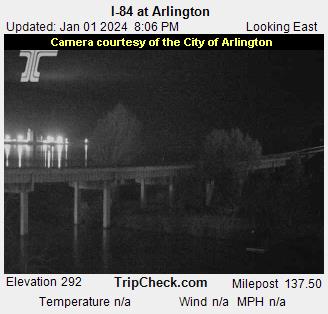 I-84 at Arlington
Updated: Jan 01 2024 8:06 PM Looking East
Camera courtesy of the City of Arlington
Elevation 292 TripCheck.com Milepost 137.50
Temperature n/a Wind n/a MPH n/a